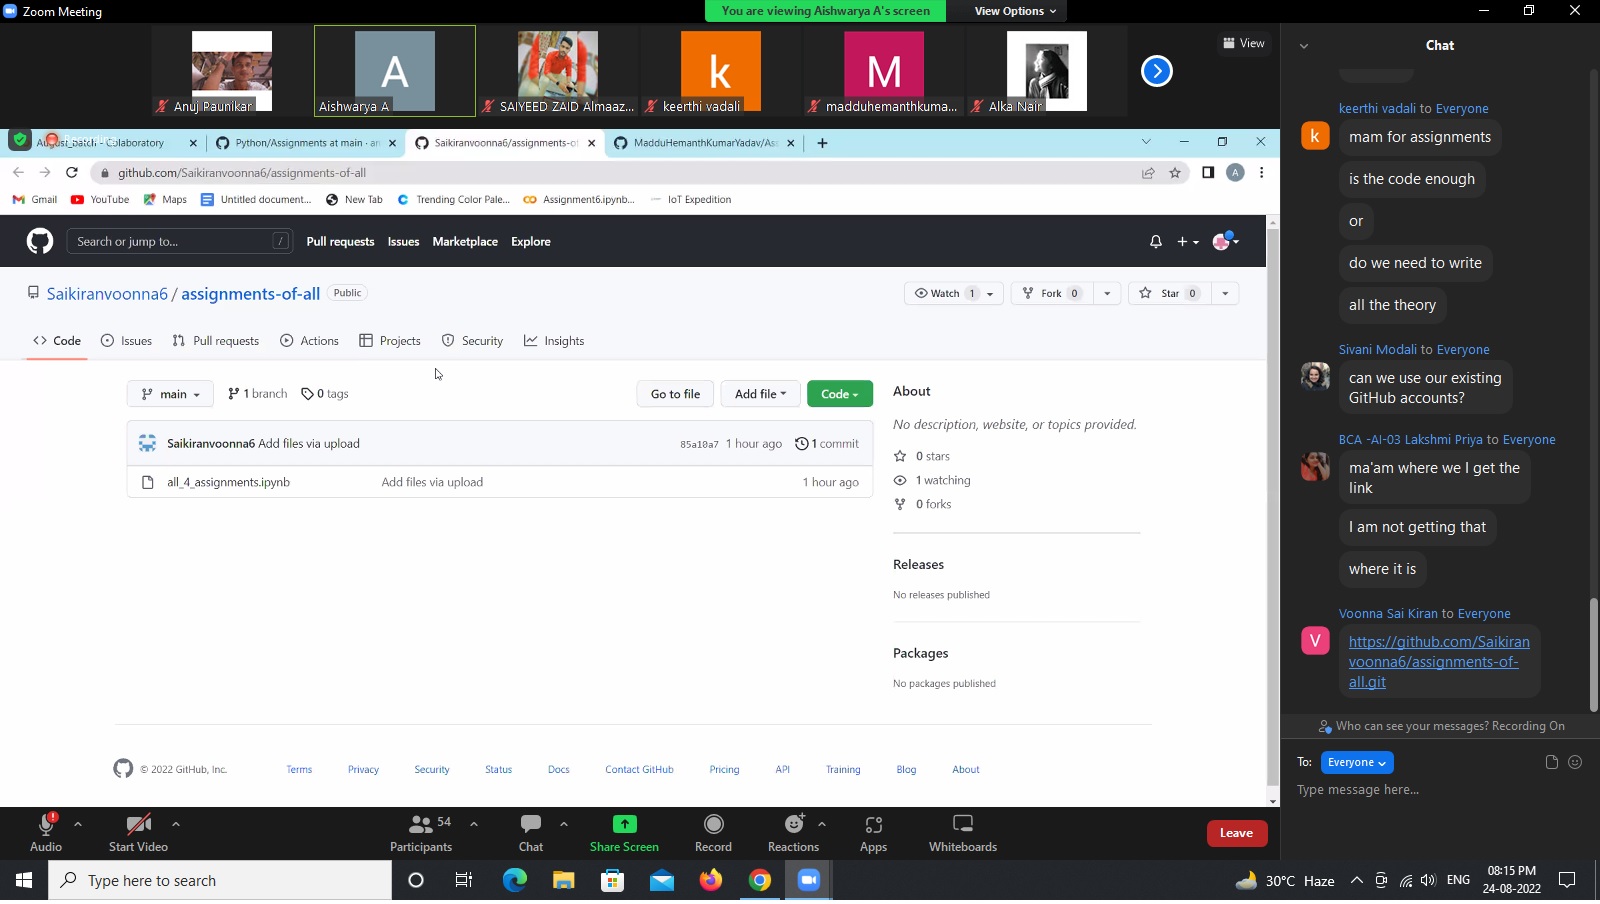 Zoom Meeting
You are viewing Aishwarya A's screen
View Options
Anuj Paunikar
A
Aishwarya A
SAIYEED ZAID Almaaz...
k
keerthi vadali
M
madduhemanthkuma...
Alka Nair
View
August_batch - Colaboratory
Python/Assignments at main · an
Saikiranvoonna6/assignments-of
MadduHemanthKumarYadav/Ass
github.com/Saikiranvoonna6/assignments-of-all
A
Gmail
YouTube
Maps
Untitled document...
New Tab
Trending Color Pale...
Assignment6.ipynb...
IoT Expedition
Search or jump to...
/
Pull requests
Issues
Marketplace
Explore
Saikiranvoonna6 / assignments-of-all
Public
Watch 1
Fork 0
Star 0
Code
Issues
Pull requests
Actions
Projects
Security
Insights
main
1 branch
0 tags
Go to file
Add file
Code
Saikiranvoonna6 Add files via upload
85a10a7 1 hour ago
1 commit
all_4_assignments.ipynb
Add files via upload
1 hour ago
About
No description, website, or topics provided.
0 stars
1 watching
0 forks
Releases
No releases published
Packages
No packages published
© 2022 GitHub, Inc.
Terms
Privacy
Security
Status
Docs
Contact GitHub
Pricing
API
Training
Blog
About
Chat
keerthi vadali to Everyone
k
mam for assignments
is the code enough
or
do we need to write
all the theory
Sivani Modali to Everyone
can we use our existing
GitHub accounts?
BCA -AI-03 Lakshmi Priya to Everyone
ma'am where we I get the
link
I am not getting that
where it is
Voonna Sai Kiran to Everyone
V
https://github.com/Saikiran
voonna6/assignments-of-
all.git
Who can see your messages? Recording On
To: Everyone
Type message here...
Audio
Start Video
54
Participants
Chat
Share Screen
Record
Reactions
Apps
Whiteboards
Leave
Type here to search
30°C Haze
ENG
08:15 PM
24-08-2022